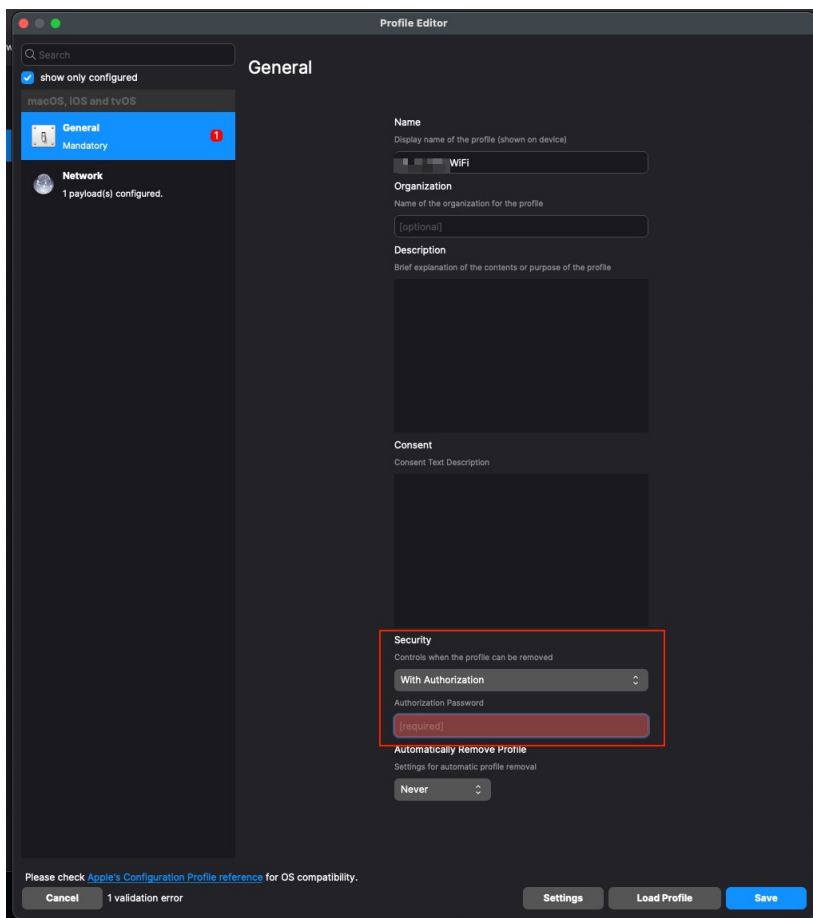 Profile Editor
w
Search
show only configured
General
macOS, iOS and tvOS
General
Mandatory
1
Network
1 payload(s) configured.
Name
Display name of the profile (shown on device)
WiFi
Organization
Name of the organization for the profile
[optional]
Description
Brief explanation of the contents or purpose of the profile
Consent
Consent Text Description
Security
Controls when the profile can be removed
With Authorization
Authorization Password
[required]
Automatically Remove Profile
Settings for automatic profile removal
Never
Please check Apple's Configuration Profile reference for OS compatibility.
Cancel
1 validation error
Settings
Load Profile
Save